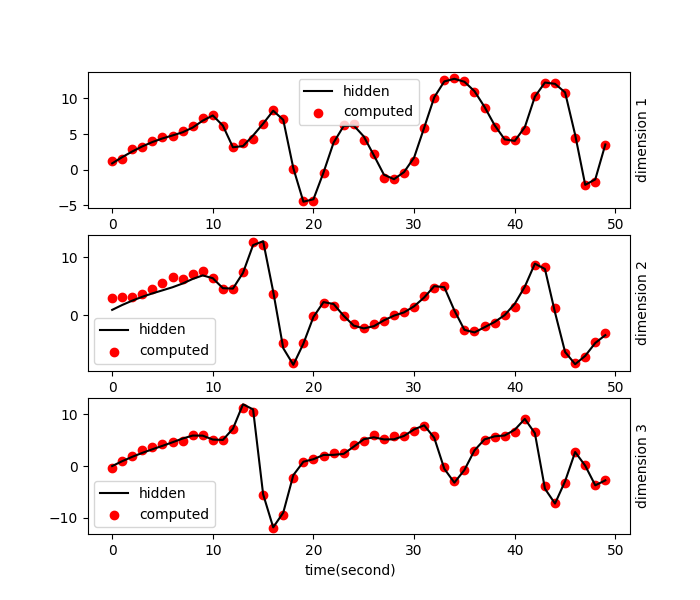 10
5
0
−5
hidden
computed
dimension 1
0 10 20 30 40 50
10
0
hidden
computed
dimension 2
0 10 20 30 40 50
10
0
−10
hidden
computed
dimension 3
0 10 20 30 40 50
time(second)